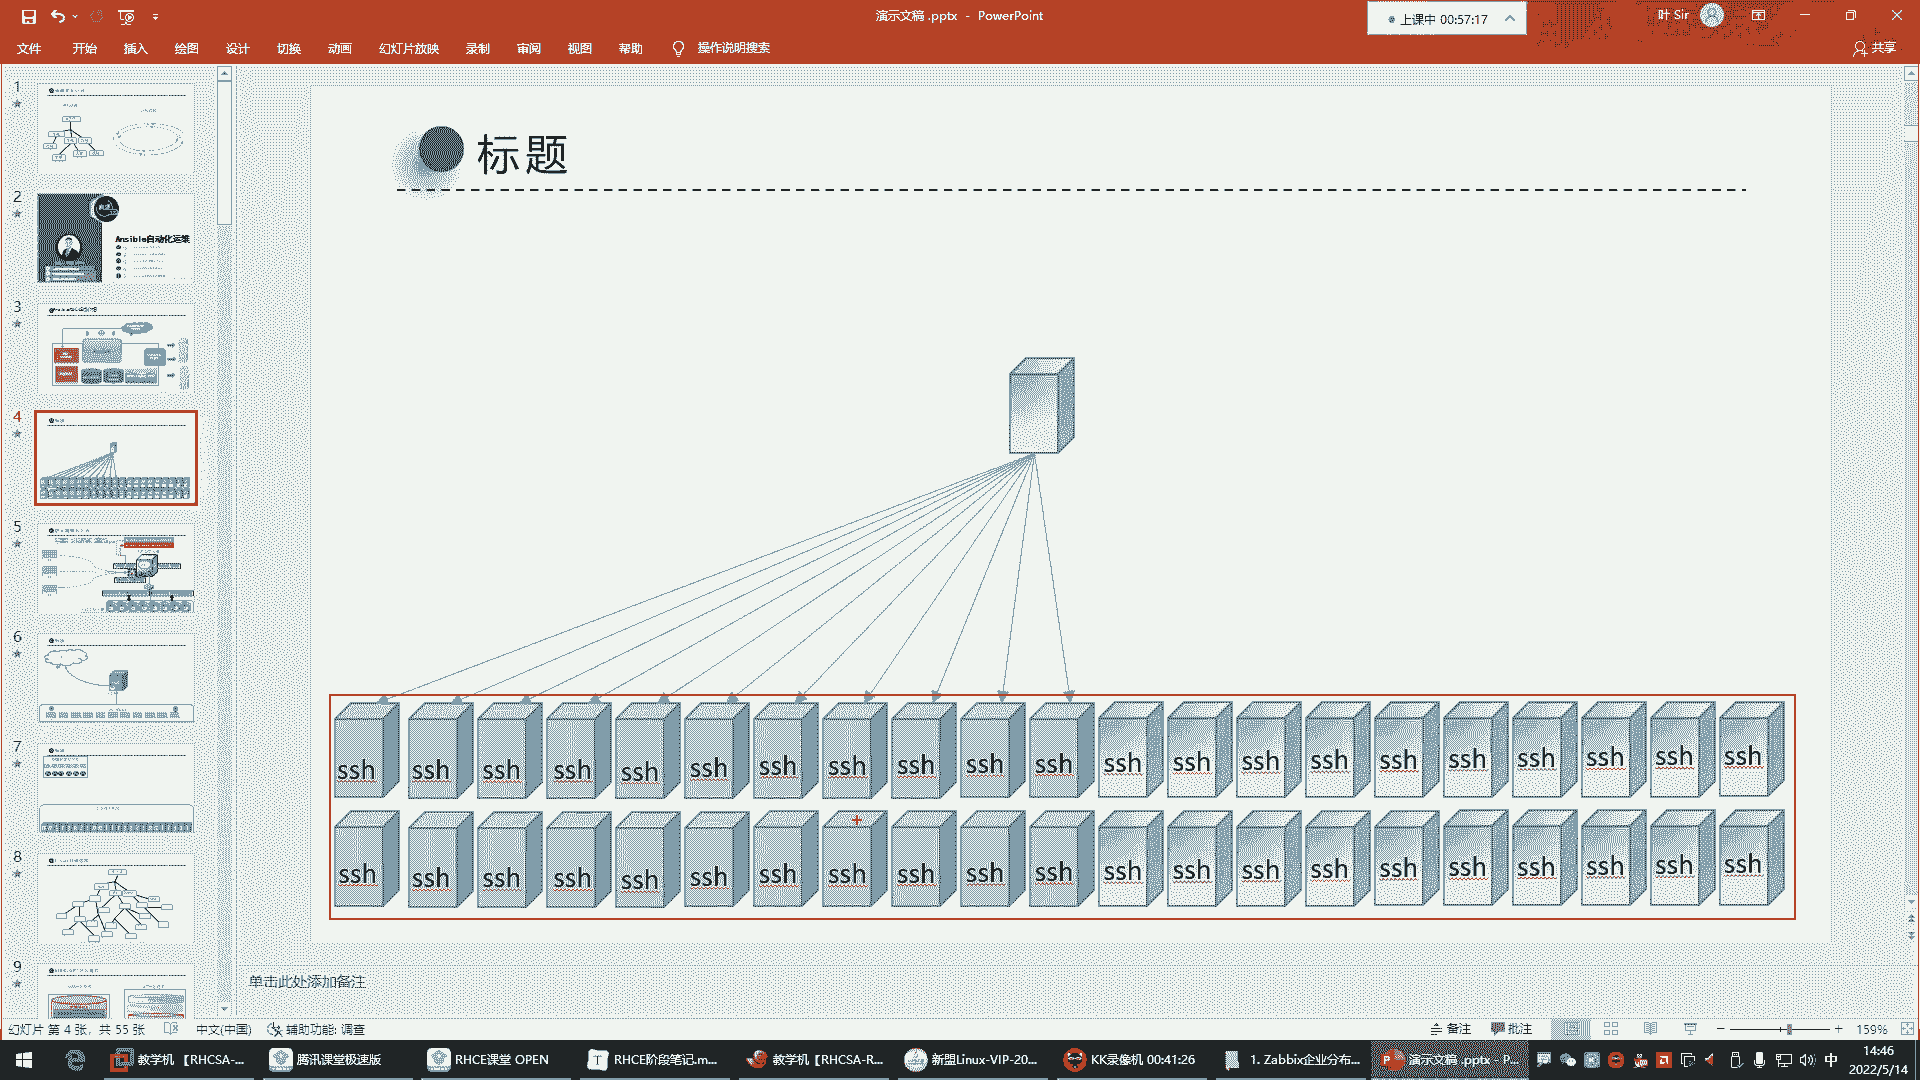 演示文稿 .pptx - PowerPoint
上课中 00:57:17
叶 Sir
文件 开始 插入 绘图 设计 切换 动画 幻灯片放映 录制 审阅 视图 帮助 操作说明搜索
共享
1
2
Ansible自动化运维
3
4
5
6
7
8
9
标题
ssh ssh ssh ssh ssh ssh ssh ssh ssh ssh ssh ssh ssh ssh ssh ssh ssh ssh ssh ssh ssh
ssh ssh ssh ssh ssh ssh ssh ssh ssh ssh ssh ssh ssh ssh ssh ssh ssh ssh ssh ssh ssh
单击此处添加备注
幻灯片 第 4 张，共 55 张 中文(中国) 辅助功能: 调查
备注 批注 159%
教学机 【RHCSA-... 腾讯课堂极速版 RHCE课堂 OPEN RHCE阶段笔记.m... 教学机【RHCSA-R... 新盟Linux-VIP-20... KK录像机 00:41:26 1. Zabbix企业分布... 演示文稿 .pptx - P...
中
14:46
2022/5/14